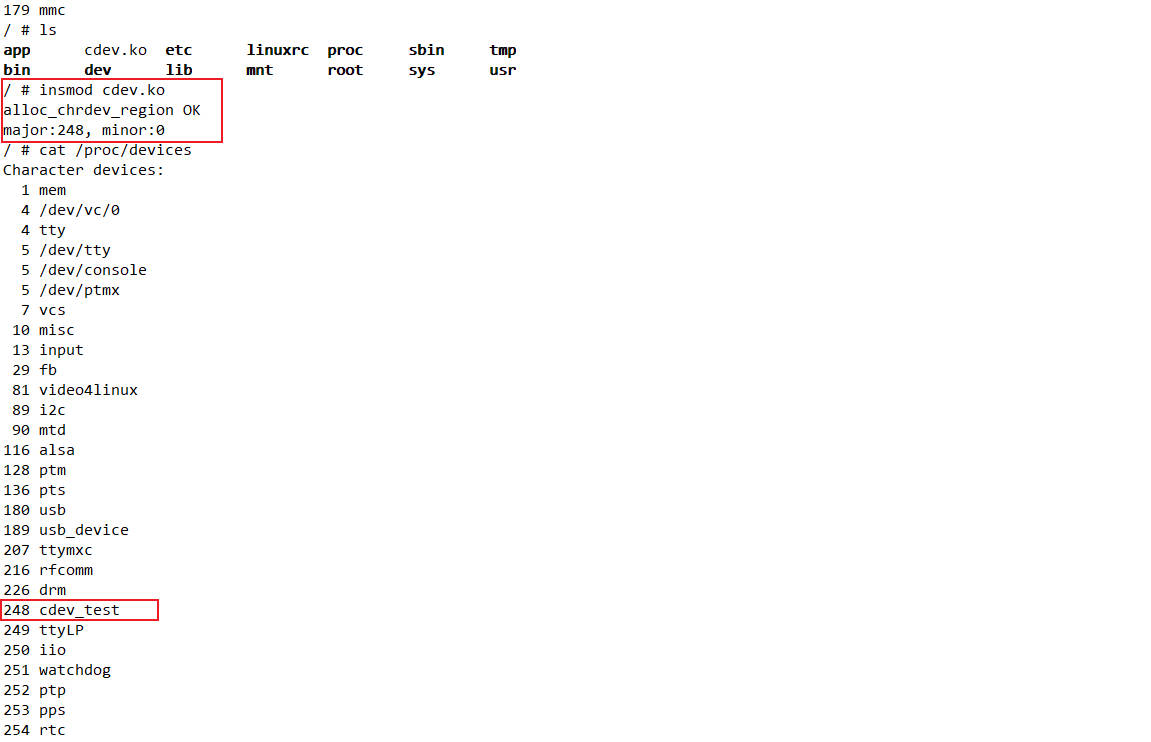 179 mmc
/ # ls
app      cdev.ko  etc      linuxrc  proc     sbin     tmp
bin      dev      lib      mnt      root     sys      usr
/ # insmod cdev.ko
alloc_chrdev_region OK
major:248, minor:0
/ # cat /proc/devices
Character devices:
  1 mem
  4 /dev/vc/0
  4 tty
  5 /dev/tty
  5 /dev/console
  5 /dev/ptmx
  7 vcs
 10 misc
 13 input
 29 fb
 81 video4linux
 89 i2c
 90 mtd
116 alsa
128 ptm
136 pts
180 usb
189 usb_device
207 ttymxc
216 rfcomm
226 drm
248 cdev_test
249 ttyLP
250 iio
251 watchdog
252 ptp
253 pps
254 rtc